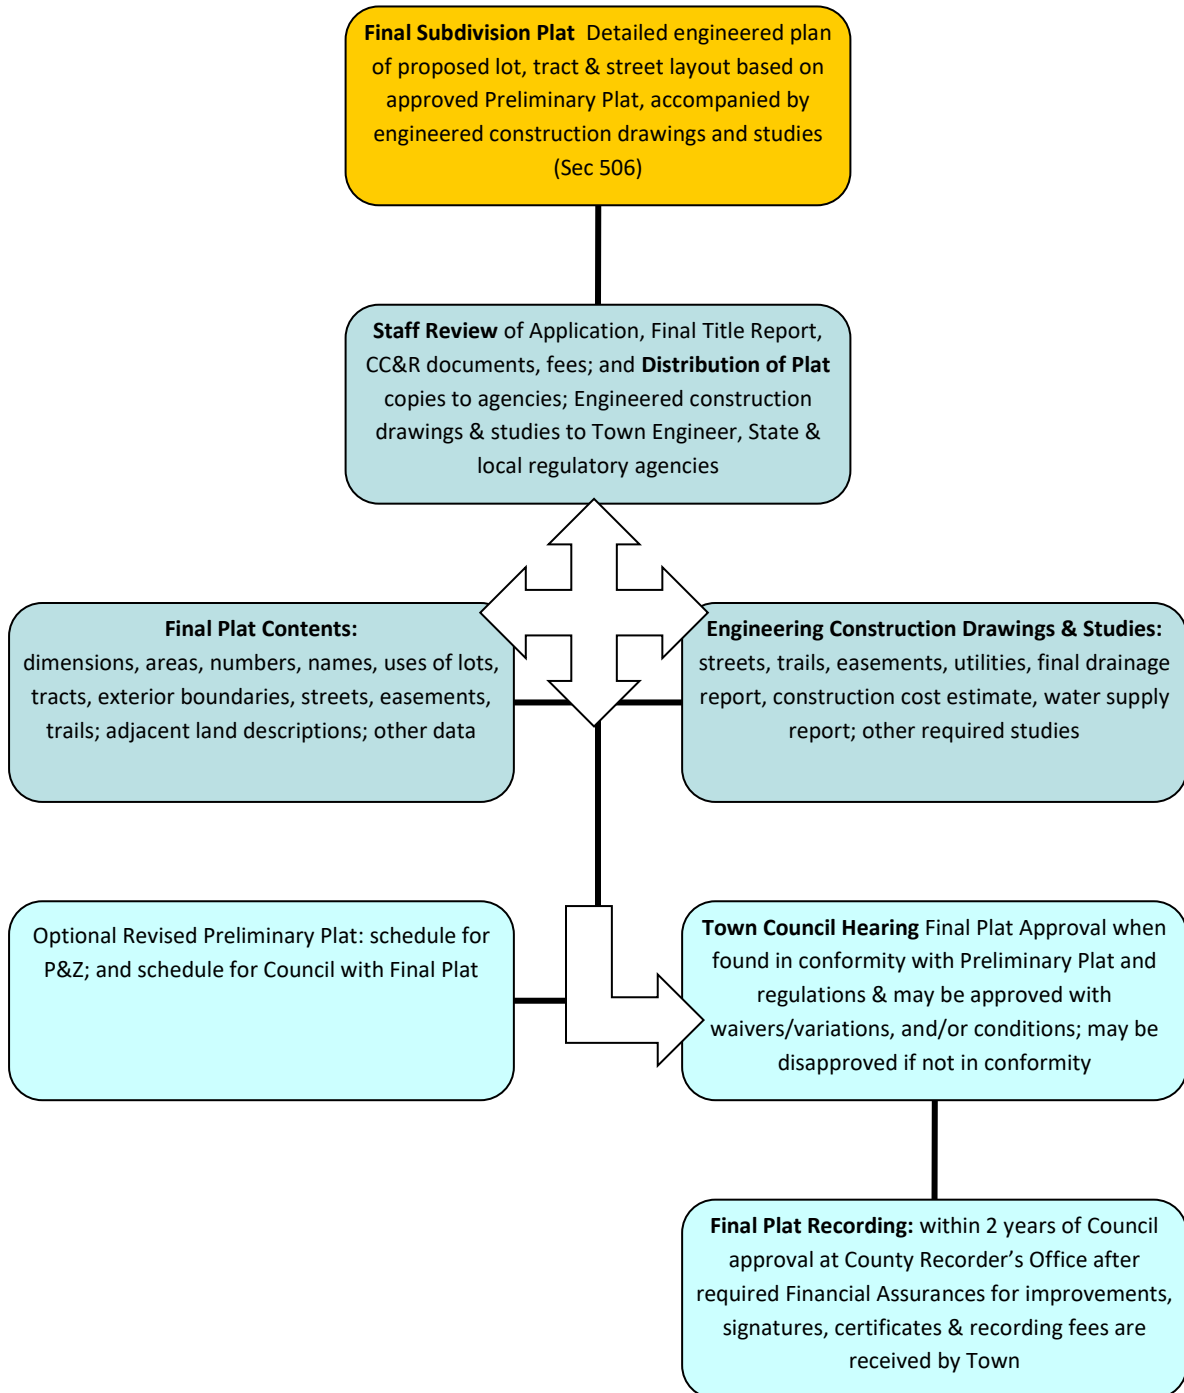 Final Subdivision Plat Detailed engineered plan
of proposed lot, tract & street layout based on
approved Preliminary Plat, accompanied by
engineered construction drawings and studies
(Sec 506)
Staff Review of Application, Final Title Report,
CC&R documents, fees; and Distribution of Plat
copies to agencies; Engineered construction
drawings & studies to Town Engineer, State &
local regulatory agencies
Final Plat Contents:
dimensions, areas, numbers, names, uses of lots,
tracts, exterior boundaries, streets, easements,
trails; adjacent land descriptions; other data
Engineering Construction Drawings & Studies:
streets, trails, easements, utilities, final drainage
report, construction cost estimate, water supply
report; other required studies
Optional Revised Preliminary Plat: schedule for
P&Z; and schedule for Council with Final Plat
Town Council Hearing Final Plat Approval when
found in conformity with Preliminary Plat and
regulations & may be approved with
waivers/variations, and/or conditions; may be
disapproved if not in conformity
Final Plat Recording: within 2 years of Council
approval at County Recorder’s Office after
required Financial Assurances for improvements,
signatures, certificates & recording fees are
received by Town